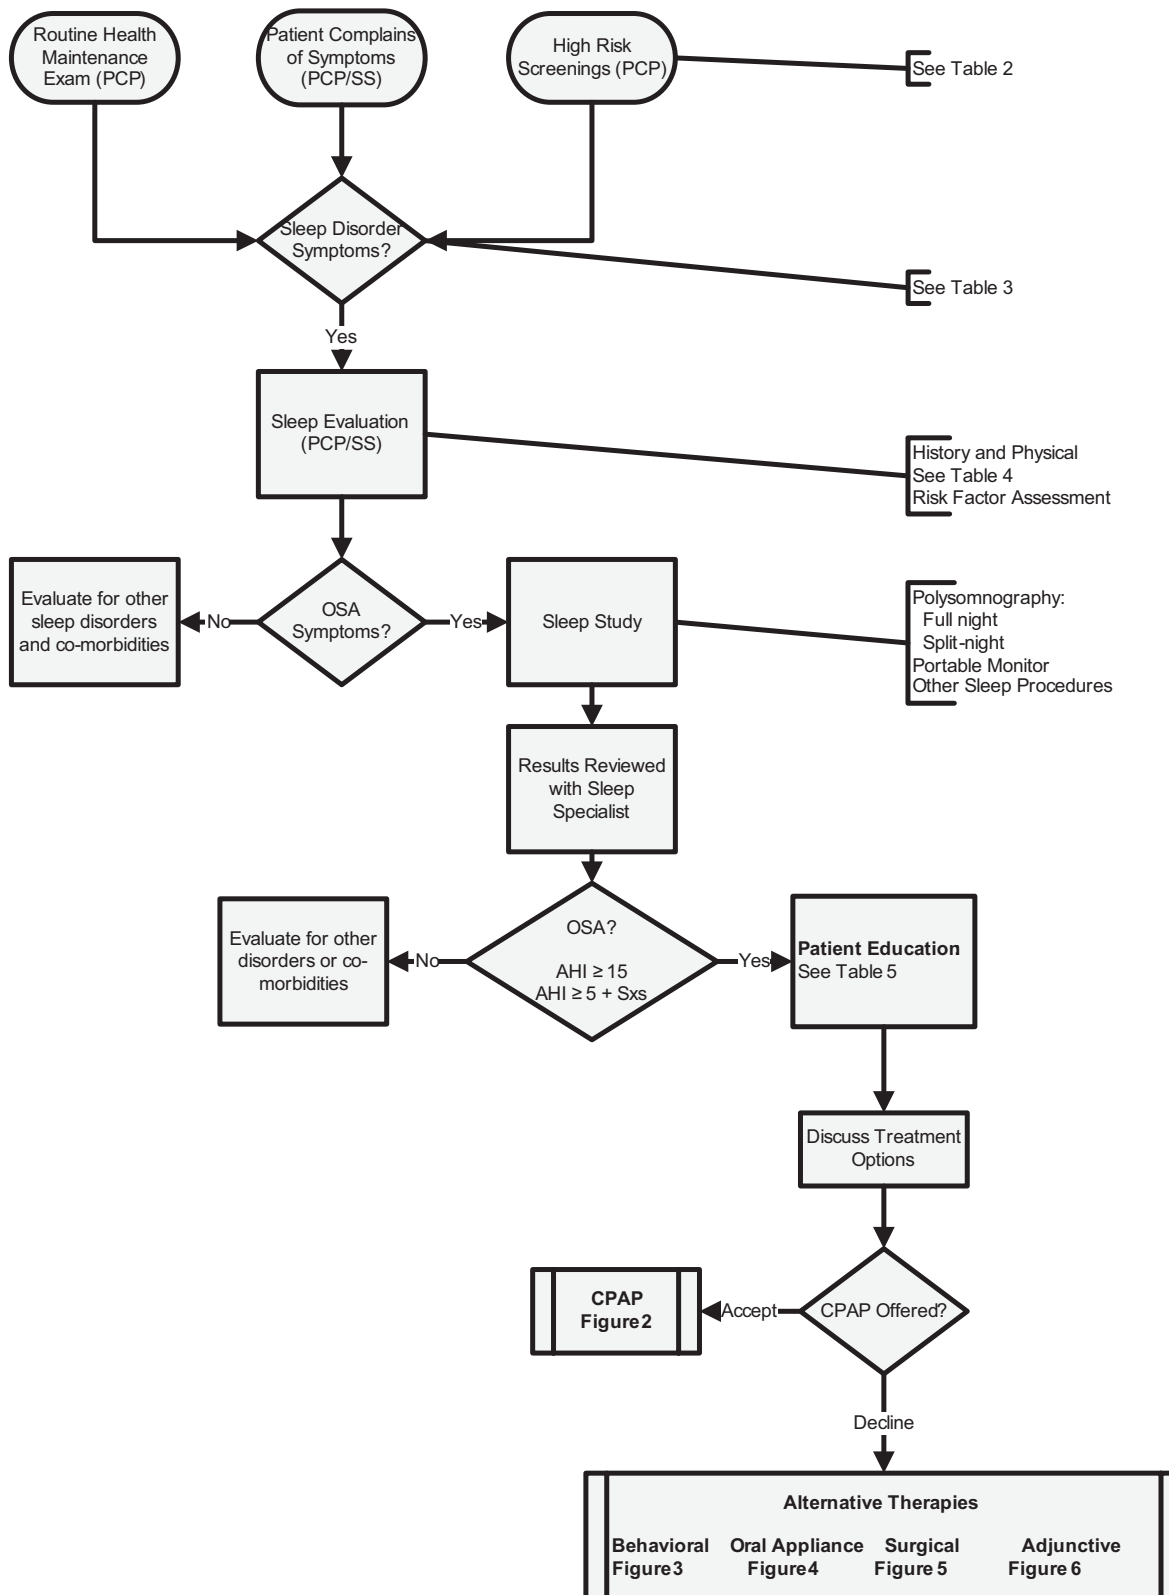 Routine Health
Maintenance
Exam (PCP)
Patient Complains
of Symptoms
(PCP/SS)
High Risk
Screenings (PCP)
See Table 2
Sleep Disorder
Symptoms?
See Table 3
Yes
Sleep Evaluation
(PCP/SS)
History and Physical
See Table 4
Risk Factor Assessment
Evaluate for other
sleep disorders
and co-morbidities
No
OSA
Symptoms?
Yes
Sleep Study
Polysomnography:
Full night
Split-night
Portable Monitor
Other Sleep Procedures
Results Reviewed
with Sleep
Specialist
Evaluate for other
disorders or co-
morbidities
No
OSA?
AHI ≥ 15
AHI ≥ 5 + Sxs
Yes
Patient Education
See Table 5
Discuss Treatment
Options
CPAP
Figure 2
Accept
CPAP Offered?
Decline
Alternative Therapies
Behavioral Oral Appliance Surgical Adjunctive
Figure 3 Figure 4 Figure 5 Figure 6